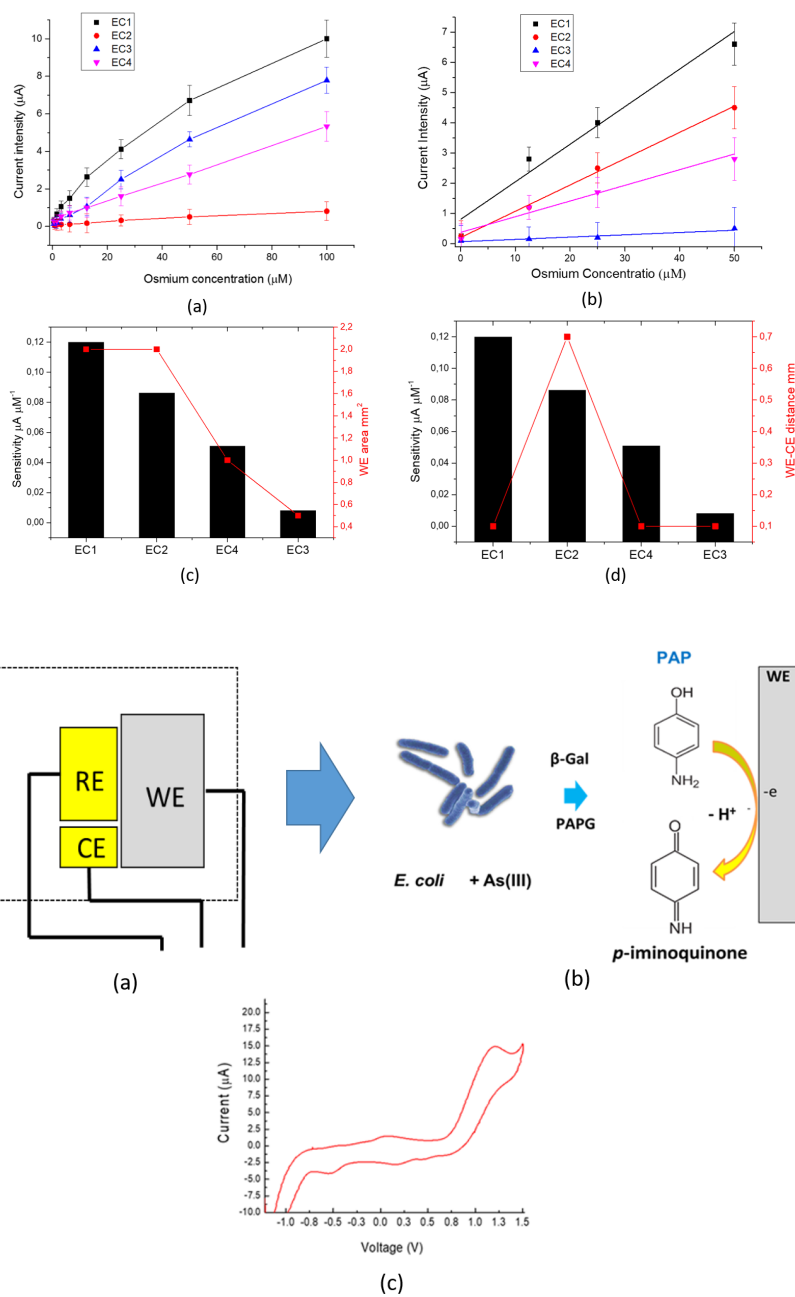 EC1
EC2
EC3
EC4
10
8
6
4
2
0
Current intensity (μA)
0 20 40 60 80 100
Osmium concentration (μM)
(a)
EC1
EC2
EC3
EC4
7
6
5
4
3
2
1
0
Current Intensity (μA)
0 10 20 30 40 50
Osmium Concentratio (μM)
(b)
0,12
0,10
0,08
0,06
0,04
0,02
0,00
Sensitivity μA μM⁻¹
2,2
2,0
1,8
1,6
1,4
1,2
1,0
0,8
0,6
0,4
WE area mm²
EC1 EC2 EC4 EC3
(c)
0,12
0,10
0,08
0,06
0,04
0,02
0,00
Sensitivity μA μM⁻¹
0,7
0,5
0,3
0,1
WE-CE distance mm
EC1 EC2 EC4 EC3
(d)
RE
WE
CE
(a)
E. coli + As(III)
β-Gal
PAPG
PAP
OH
NH₂
- H⁺ -
-e
WE
O
NH
p-iminoquinone
(b)
20.0
17.5
15.0
12.5
10.0
7.5
5.0
2.5
0.0
-2.5
-5.0
-7.5
-10.0
Current (μA)
-1.0 -0.8 -0.5 -0.3 0.0 0.3 0.5 0.8 1.0 1.3 1.5
Voltage (V)
(c)